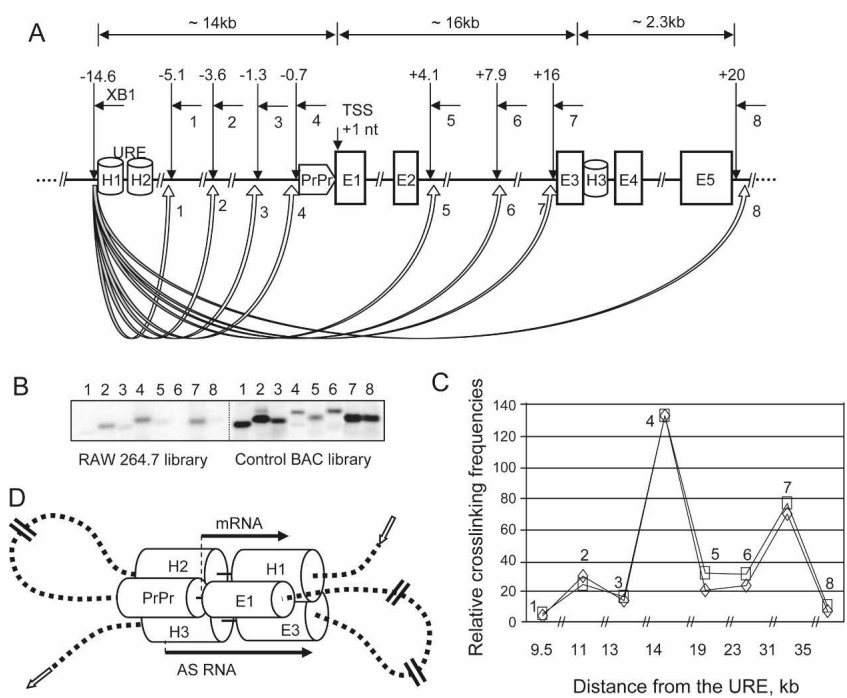 A
~ 14kb ~ 16kb ~ 2.3kb
-14.6 -5.1 -3.6 -1.3 -0.7 +4.1 +7.9 +16 +20
XB1 1 2 3 4 TSS 5 6 7 8
+1 nt
URE
H1 H2 PrPr E1 E2 E3 H3 E4 E5
1 2 3 4 5 6 7 8
B
1 2 3 4 5 6 7 8 1 2 3 4 5 6 7 8
RAW 264.7 library Control BAC library
C
Relative crosslinking frequencies
140
120
100
80
60
40
20
0
1 2 3 4 5 6 7 8
9.5 11 13 14 19 23 31 35
Distance from the URE, kb
D
mRNA
H2 H1
PrPr E1
H3 E3
AS RNA